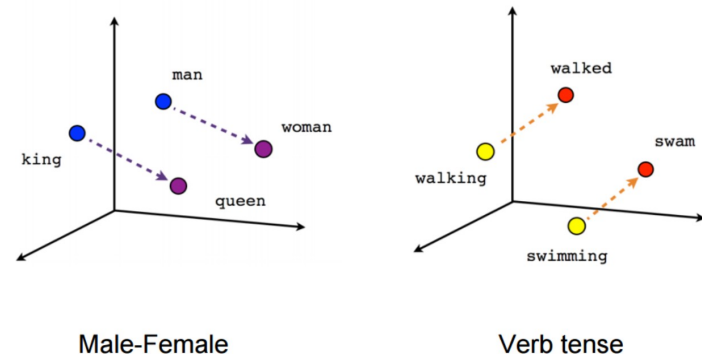 man
woman
king
queen
walked
swam
walking
swimming
Male-Female
Verb tense